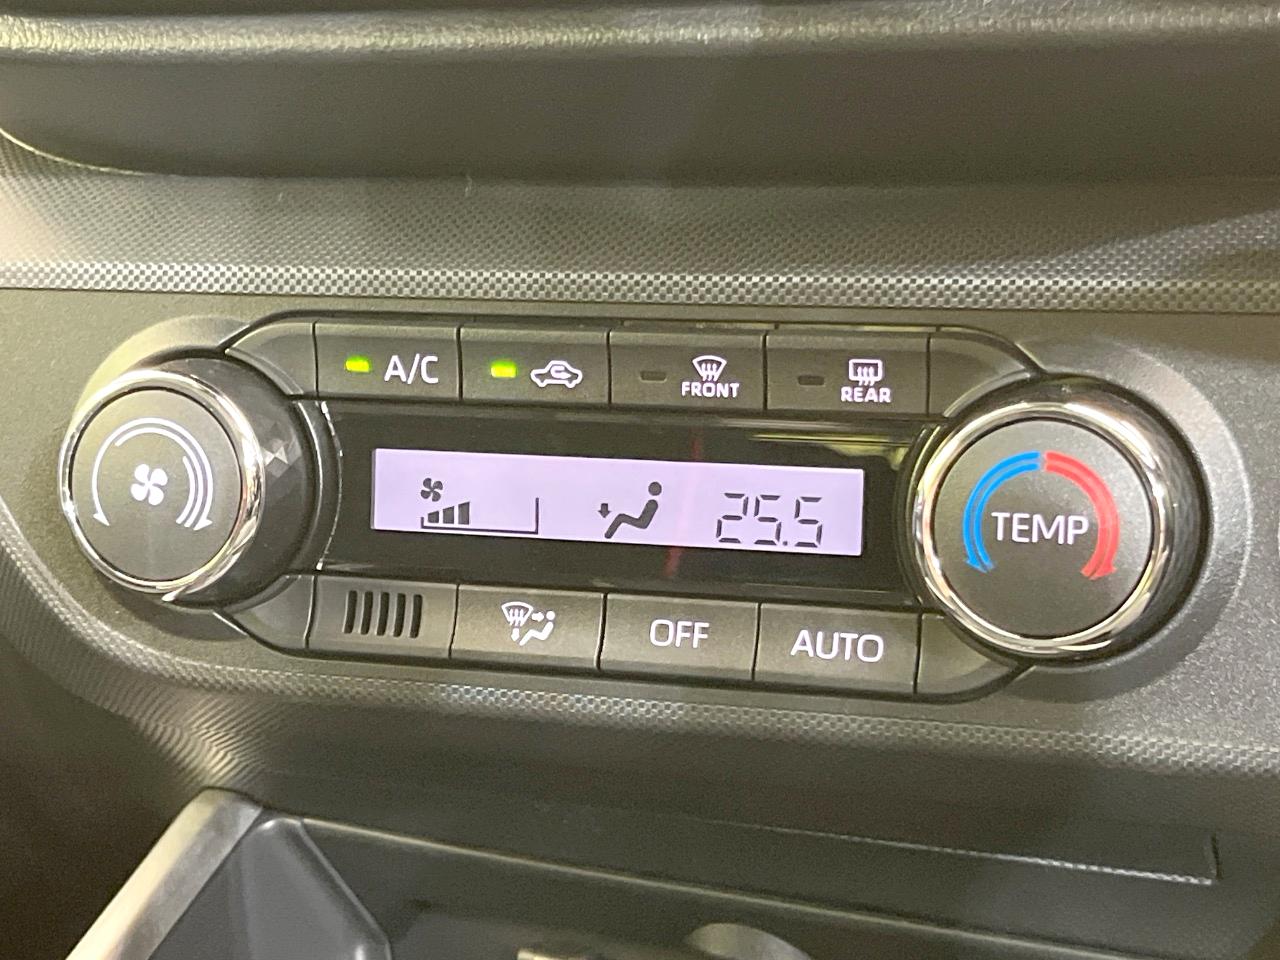 A/C
FRONT
REAR
25.5
TEMP
OFF
AUTO